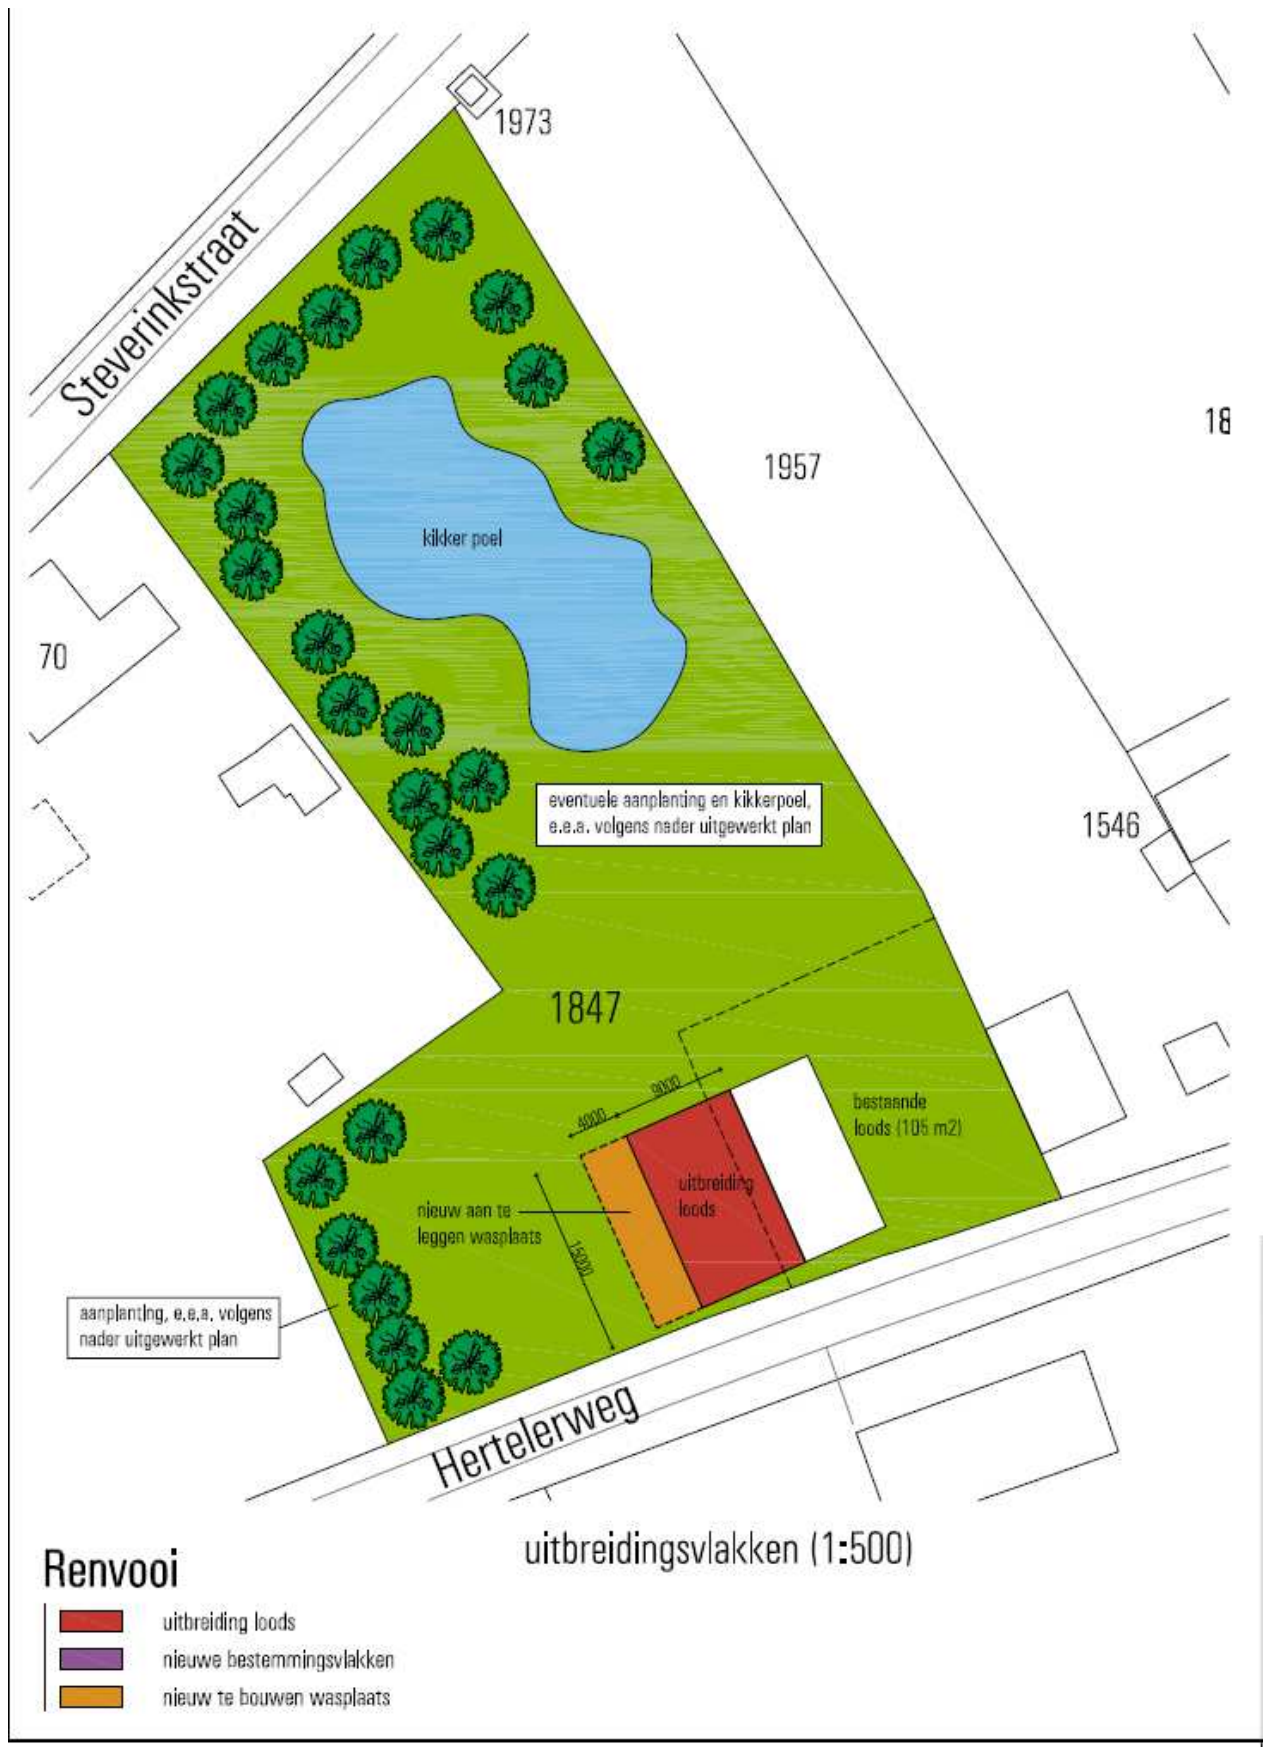 1973
Steverinkstraat
18
1957
kikker poel
70
eventuele aanplanting en kikkerpoel,
e.e.a. volgens nader uitgewerkt plan
1546
1847
9000
4000
bestaande
loods (105 m2)
uitbreiding
loods
nieuw aan te
leggen wasplaats
15000
aanplanting, e.e.a. volgens
nader uitgewerkt plan
Hertelerweg
uitbreidingsvlakken (1:500)
Renvooi
uitbreiding loods
nieuwe bestemmingsvlakken
nieuw te bouwen wasplaats